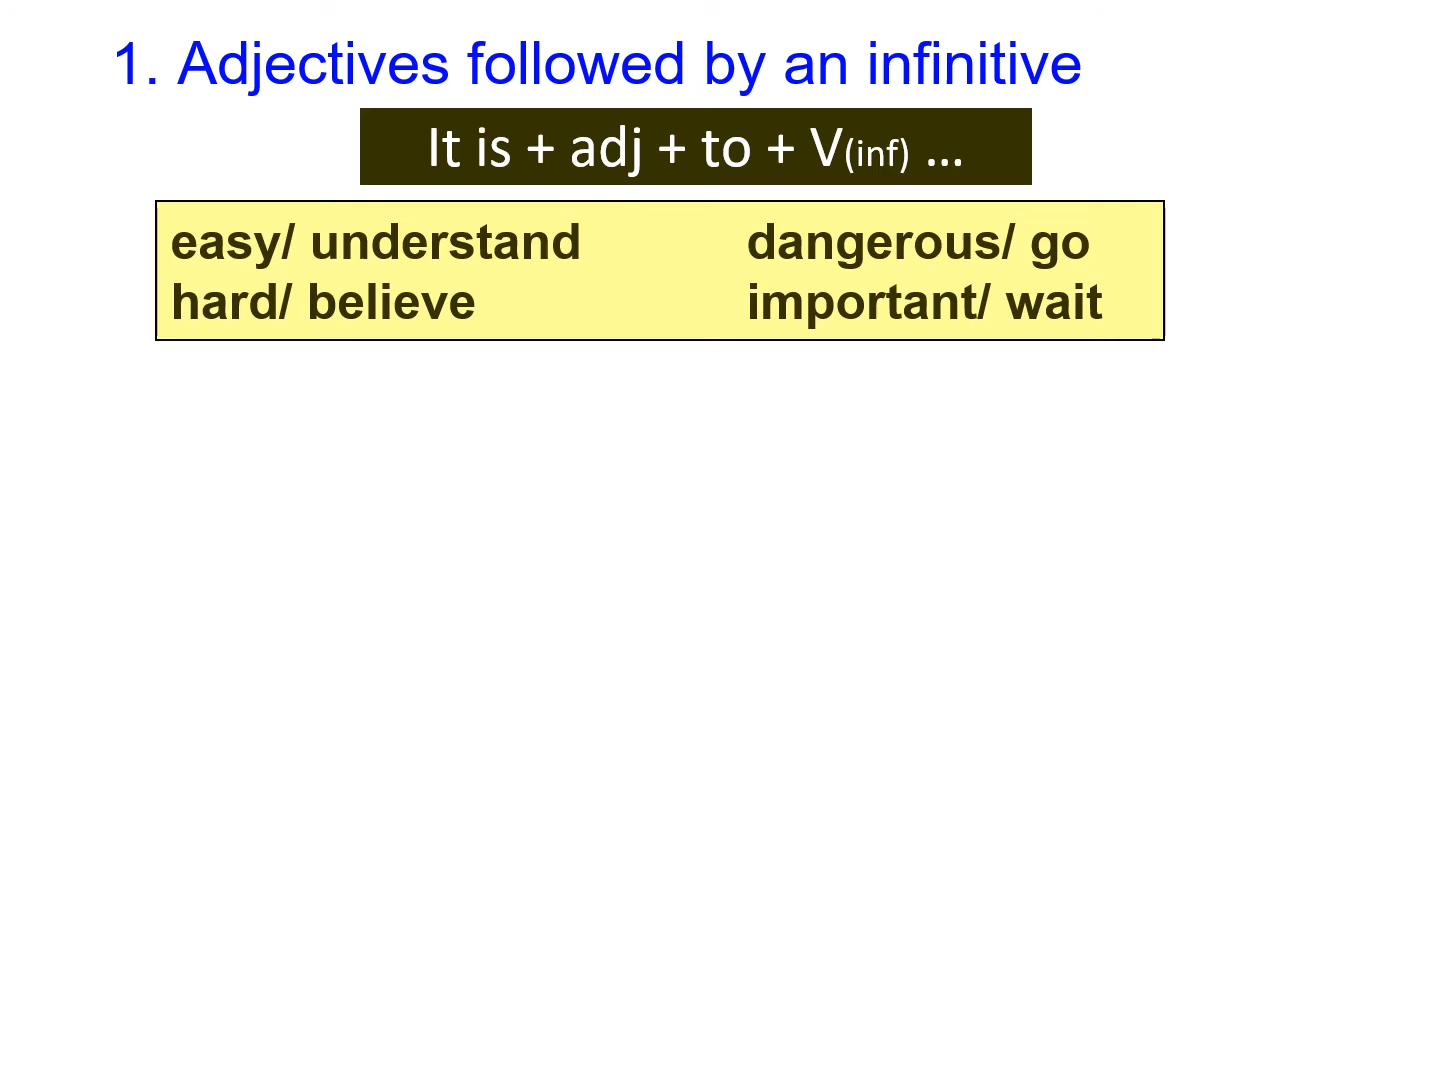 1. Adjectives followed by an infinitive
It is + adj + to + V(inf) ...
easy/ understand dangerous/ go
hard/ believe important/ wait